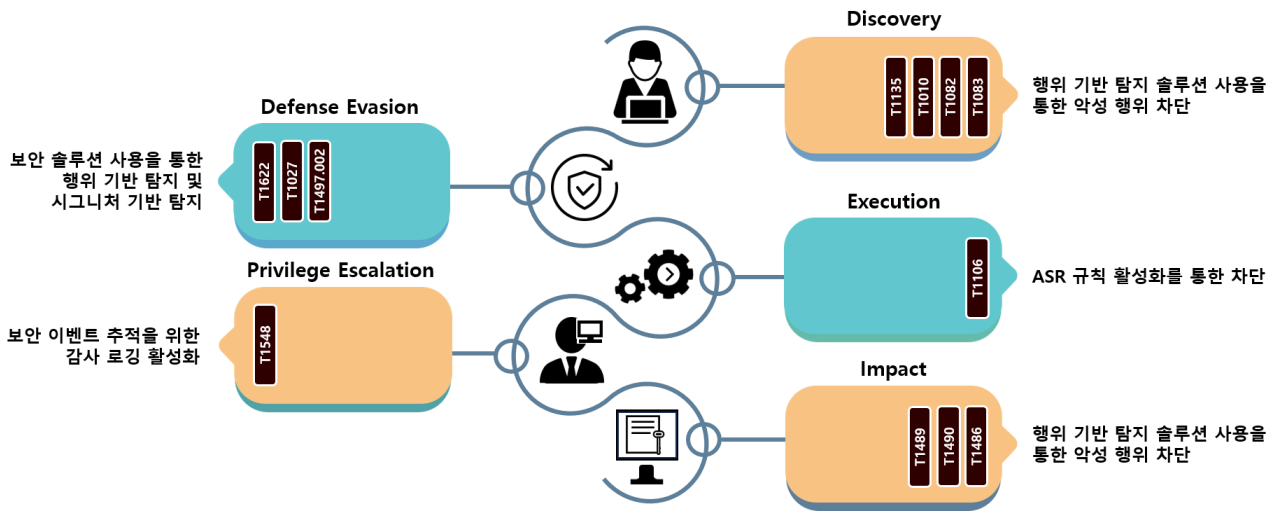 Discovery
T1135
T1010
T1082
T1083
행위 기반 탐지 솔루션 사용을
통한 악성 행위 차단
Defense Evasion
보안 솔루션 사용을 통한
행위 기반 탐지 및
시그니처 기반 탐지
T1622
T1027
T1497.002
Execution
T1106
ASR 규칙 활성화를 통한 차단
Privilege Escalation
보안 이벤트 추적을 위한
감사 로깅 활성화
T1548
Impact
T1489
T1490
T1486
행위 기반 탐지 솔루션 사용을
통한 악성 행위 차단